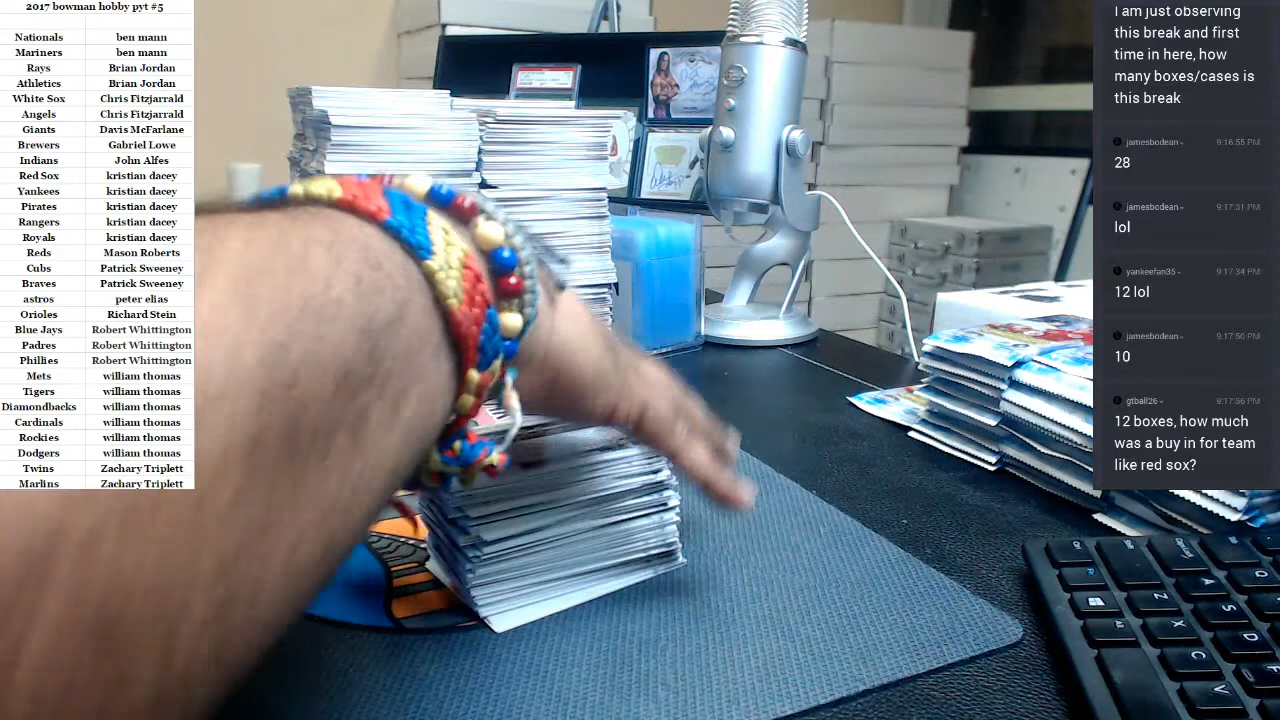 2017 bowman hobby pyt #5
Nationals ben mann
Mariners ben mann
Rays Brian Jordan
Athletics Brian Jordan
White Sox Chris Fitzjarrald
Angels Chris Fitzjarrald
Giants Davis McFarlane
Brewers Gabriel Lowe
Indians John Alfes
Red Sox kristian dacey
Yankees kristian dacey
Pirates kristian dacey
Rangers kristian dacey
Royals kristian dacey
Reds Mason Roberts
Cubs Patrick Sweeney
Braves Patrick Sweeney
astros peter elias
Orioles Richard Stein
Blue Jays Robert Whittington
Padres Robert Whittington
Phillies Robert Whittington
Mets william thomas
Tigers william thomas
Diamondbacks william thomas
Cardinals william thomas
Rockies william thomas
Dodgers william thomas
Twins Zachary Triplett
Marlins Zachary Triplett
I am just observing
this break and first
time in here, how
many boxes/cases is
this break
jamesbodean 9:16:55 PM
28
jamesbodean 9:17:31 PM
lol
yankeefan35 9:17:34 PM
12 lol
jamesbodean 9:17:50 PM
10
gtball26 9:17:56 PM
12 boxes, how much
was a buy in for team
like red sox?
Ctrl
Alt
Z
A
Q
X
S
C
D
V
F